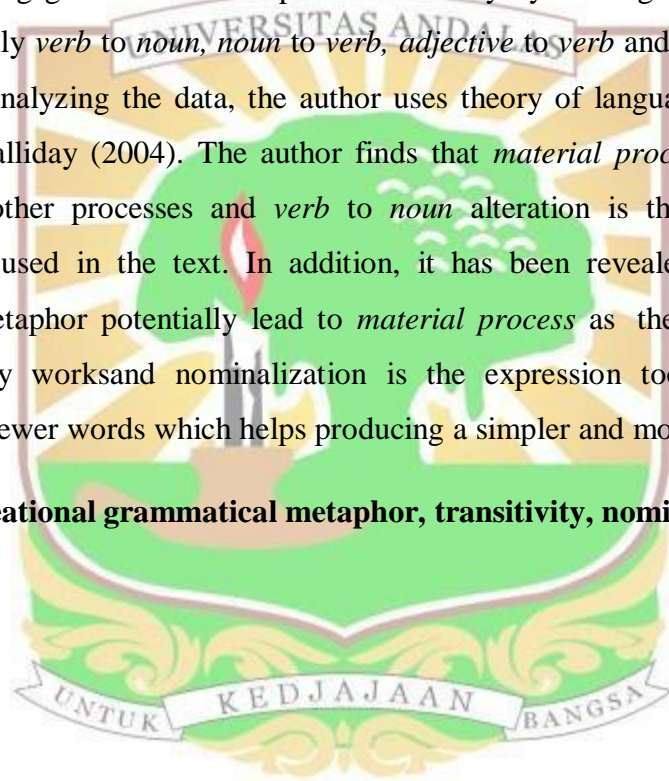 UNIVERSITAS ANDALAS
ly verb to noun, noun to verb, adjective to verb and
nalyzing the data, the author uses theory of langua
alliday (2004). The author finds that material proc
other processes and verb to noun alteration is th
used in the text. In addition, it has been reveale
etaphor potentially lead to material process as the
y worksand nominalization is the expression too
ewer words which helps producing a simpler and mo
eational grammatical metaphor, transitivity, nomi
UNTUK KEDJAJAAN BANGSA